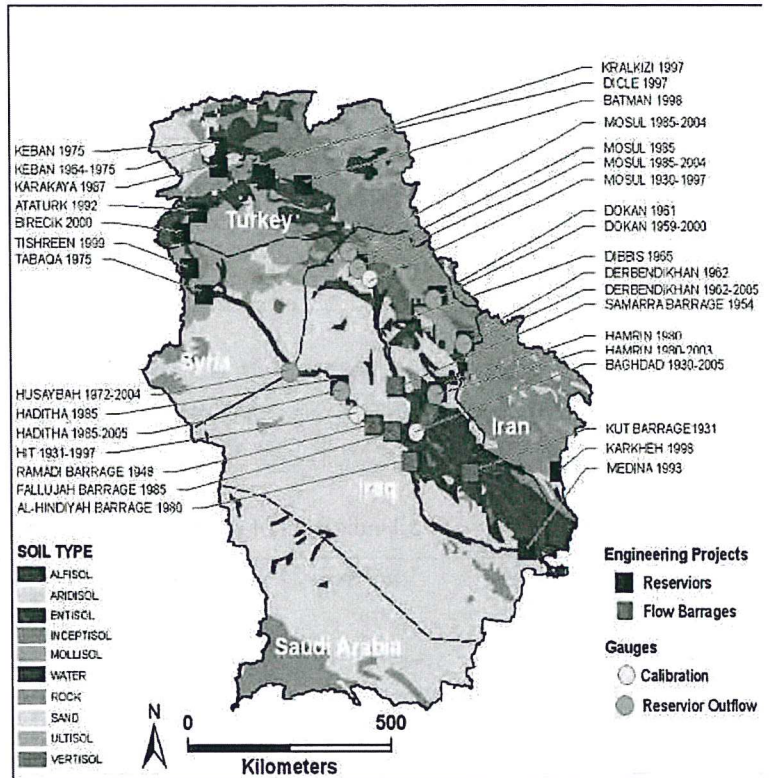 KRALKIZI 1997
DICLE 1997
BATMAN 1998
MOSUL 1985-2004
MOSUL 1985
MOSUL 1985-2004
MOSUL 1930-1997
DOKAN 1961
DOKAN 1959-2000
DIBBIS 1965
DERBENDIKHAN 1962
DERBENDIKHAN 1962-2005
SAMARRA BARRAGE 1954
HAMRIN 1980
HAMRIN 1980-2003
BAGHDAD 1930-2005
KUT BARRAGE 1931
KARKHEH 1998
MEDINA 1993
KEBAN 1975
KEBAN 1954-1975
KARAKAYA 1987
ATATURK 1992
BIRECIK 2000
TISHREEN 1999
TABAQA 1975
HUSAYBAH 1972-2004
HADITHA 1985
HADITHA 1985-2005
HIT 1931-1997
RAMADI BARRAGE 1948
FALLUJAH BARRAGE 1985
AL-HINDIYAH BARRAGE 1980
Turkey
Syria
Iran
Iraq
Saudi Arabia
SOIL TYPE
ALFISOL
ARIDISOL
ENTISOL
INCEPTISOL
MOLLISOL
WATER
ROCK
SAND
ULTISOL
VERTISOL
N
0 500
Kilometers
Engineering Projects
Reserviors
Flow Barrages
Gauges
Calibration
Reservior Outflow